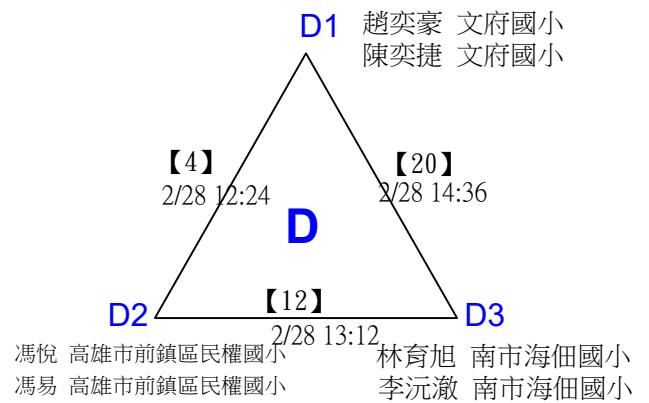 D1
趙奕豪 文府國小
陳奕捷 文府國小
【4】
2/28 12:24
【20】
2/28 14:36
D
【12】
2/28 13:12
D2
馮悅 高雄市前鎮區民權國小
馮易 高雄市前鎮區民權國小
D3
林育旭 南市海佃國小
李沅澈 南市海佃國小